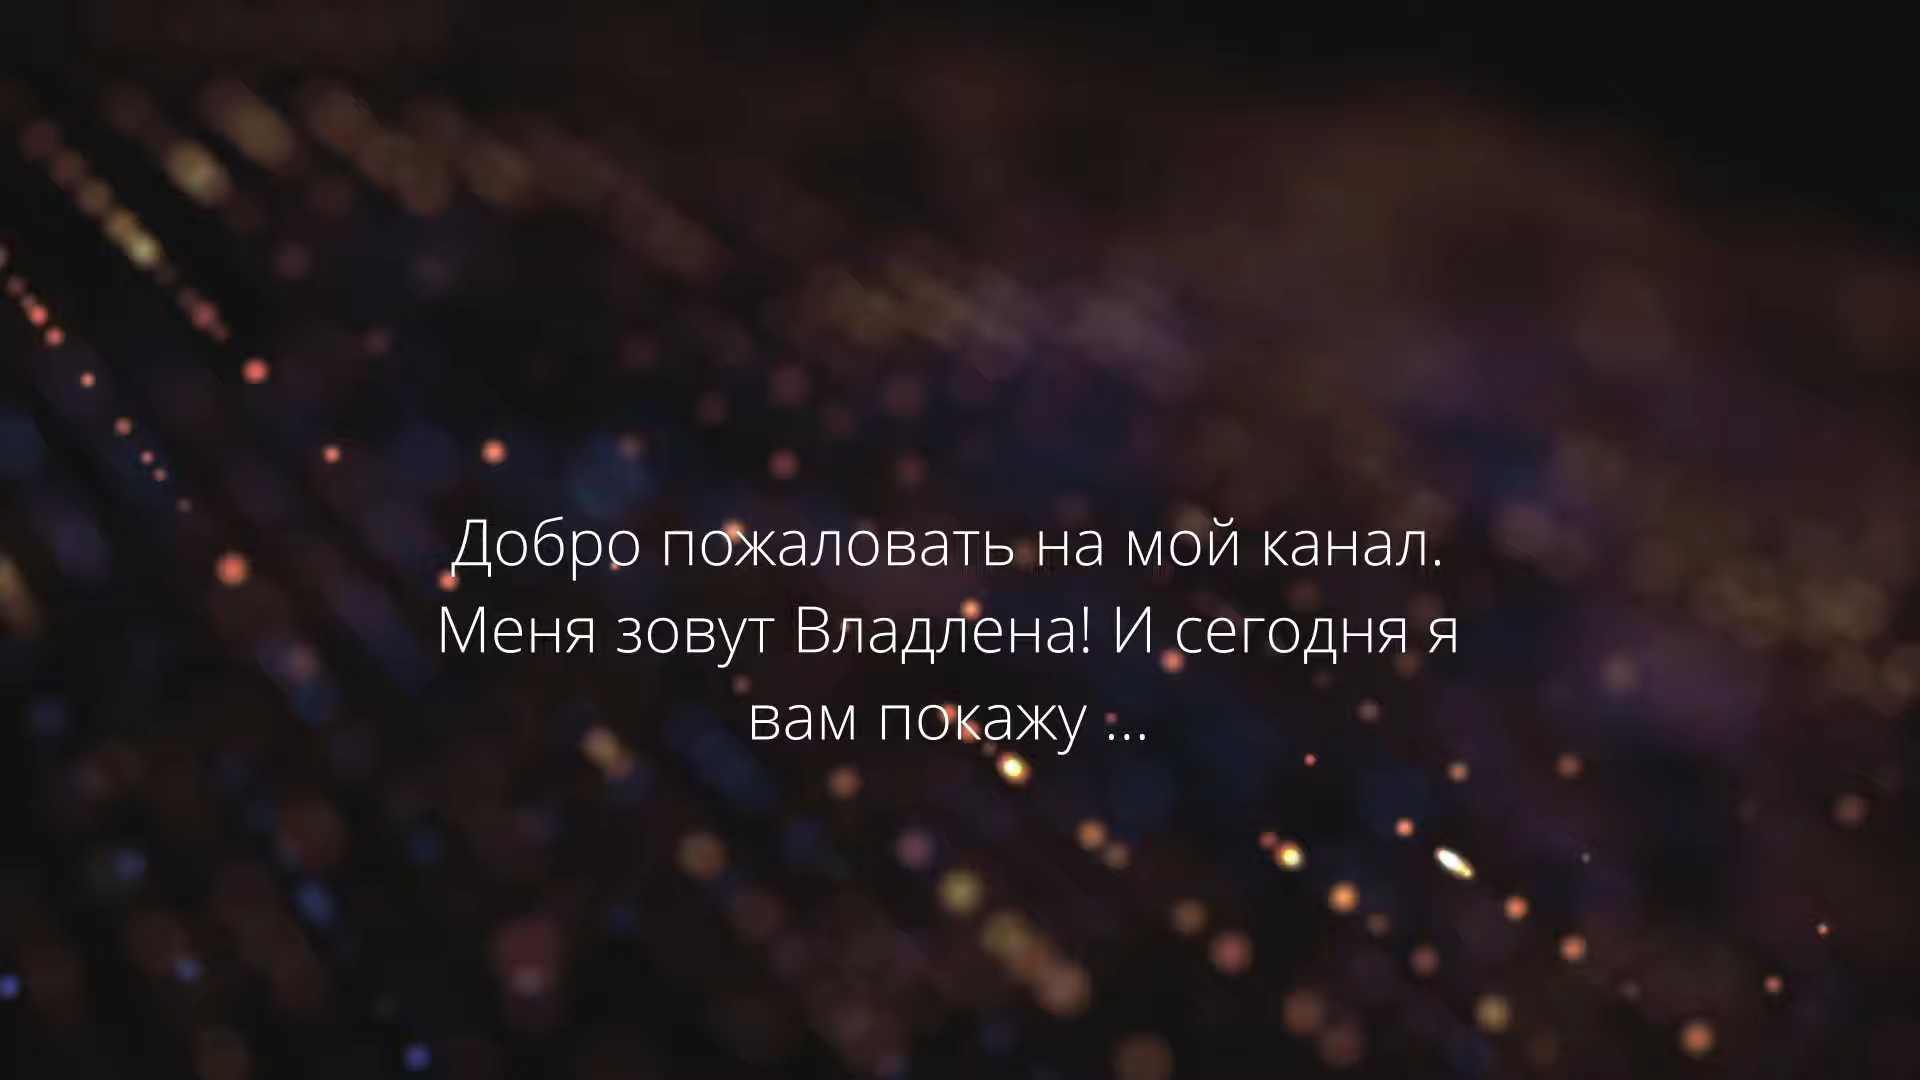 Добро пожаловать на мой канал.
Меня зовут Владлена! И сегодня я
вам покажу ...